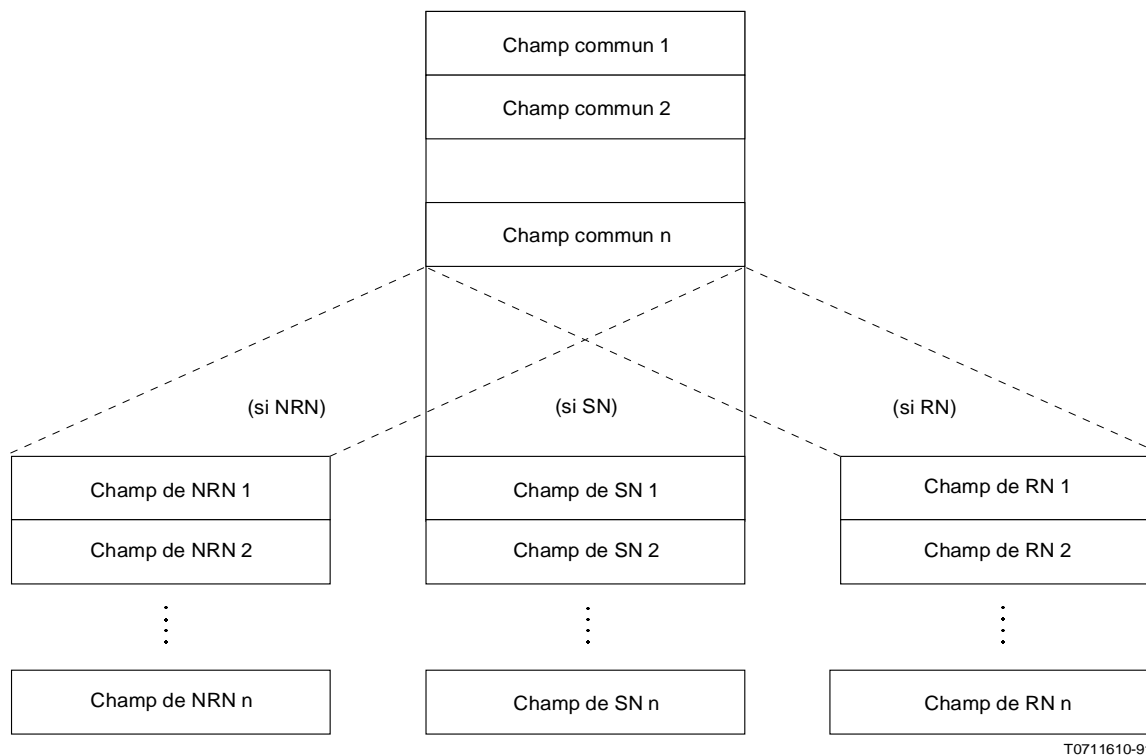 Champ commun 1
Champ commun 2
Champ commun n
(si NRN) (si SN) (si RN)
Champ de NRN 1 Champ de SN 1 Champ de RN 1
Champ de NRN 2 Champ de SN 2 Champ de RN 2
Champ de NRN n Champ de SN n Champ de RN n
T0711610-9